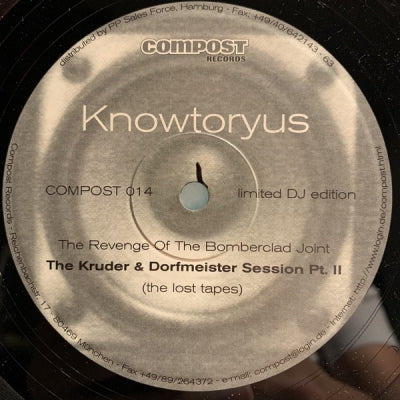 distributed by PP Sales Force, Hamburg - Fax: +49/40/642143 - 63
COMPOST
RECORDS
Knowtoryus
COMPOST 014
limited DJ edition
The Revenge Of The Bomberclad Joint
The Kruder & Dorfmeister Session Pt. II
(the lost tapes)
Compost Records - Reichenbachstr. 17 - 80469 München - Fax +49/89/264372 - e-mail: compost@login.de - Internet: http://www.login.de/compost.html